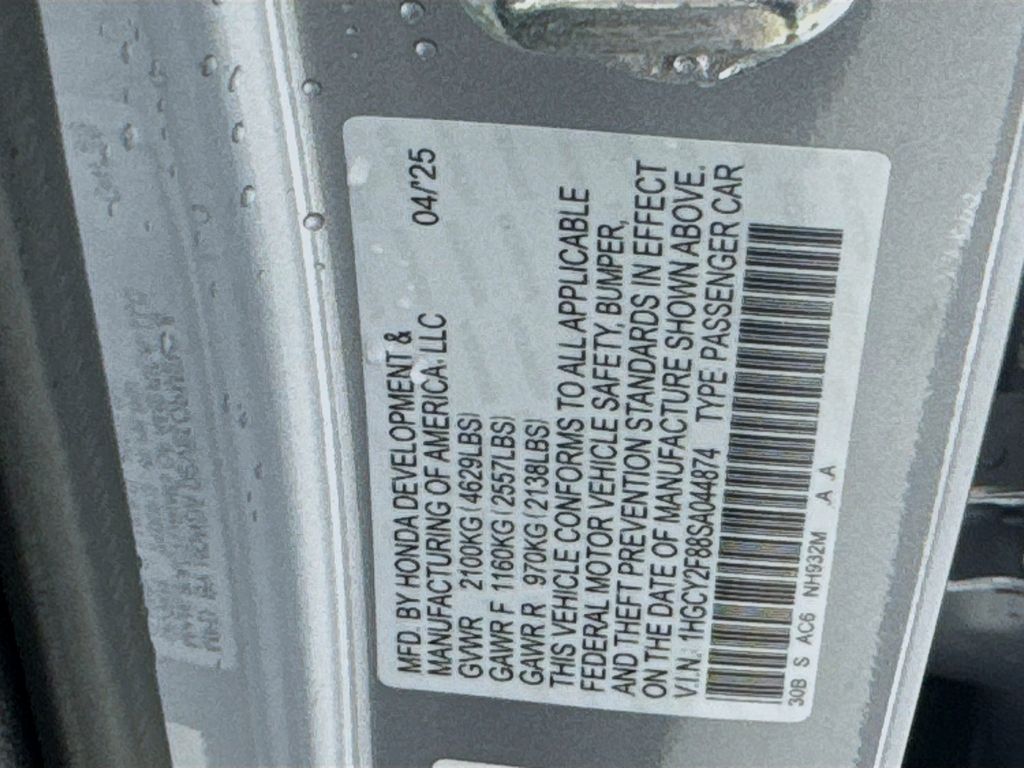 MFD. BY HONDA DEVELOPMENT &
MANUFACTURING OF AMERICA, LLC 04/'25
GVWR 2100KG ( 4629LBS)
GAWR F 1160KG ( 2557LBS)
GAWR R 970KG ( 2138LBS)
THIS VEHICLE CONFORMS TO ALL APPLICABLE
FEDERAL MOTOR VEHICLE SAFETY, BUMPER,
AND THEFT PREVENTION STANDARDS IN EFFECT
ON THE DATE OF MANUFACTURE SHOWN ABOVE.
V.I.N. 1HGCY2F88SA044874 TYPE PASSENGER CAR
30B S AC6 NH932M A A